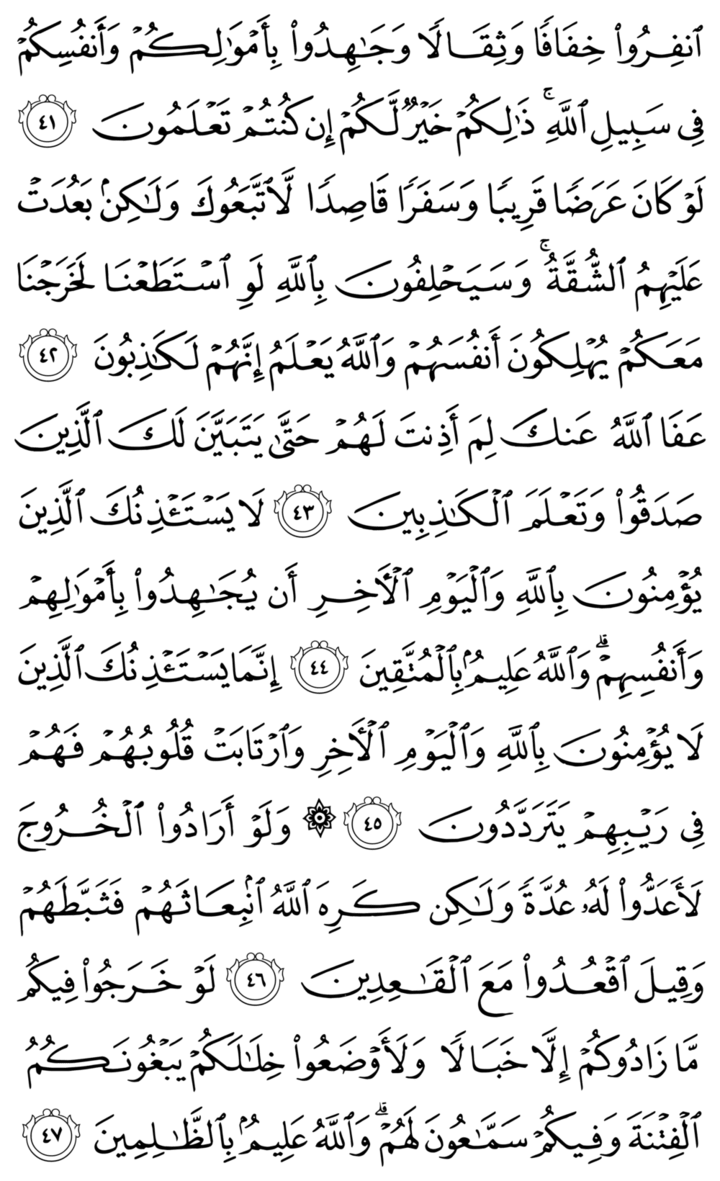 ٱنفِرُوا۟ خِفَافًا وَثِقَالًا وَجَٰهِدُوا۟ بِأَمْوَٰلِكُمْ وَأَنفُسِكُمْ
فِى سَبِيلِ ٱللَّهِ ۚ ذَٰلِكُمْ خَيْرٌ لَّكُمْ إِن كُنتُمْ تَعْلَمُونَ ٤١
لَوْ كَانَ عَرَضًا قَرِيبًا وَسَفَرًا قَاصِدًا لَّٱتَّبَعُوكَ وَلَٰكِنۢ بَعُدَتْ
عَلَيْهِمُ ٱلشُّقَّةُ ۚ وَسَيَحْلِفُونَ بِٱللَّهِ لَوِ ٱسْتَطَعْنَا لَخَرَجْنَا
مَعَكُمْ يُهْلِكُونَ أَنفُسَهُمْ وَٱللَّهُ يَعْلَمُ إِنَّهُمْ لَكَٰذِبُونَ ٤٢
عَفَا ٱللَّهُ عَنكَ لِمَ أَذِنتَ لَهُمْ حَتَّىٰ يَتَبَيَّنَ لَكَ ٱلَّذِينَ
صَدَقُوا۟ وَتَعْلَمَ ٱلْكَٰذِبِينَ ٤٣ لَا يَسْتَـْٔذِنُكَ ٱلَّذِينَ
يُؤْمِنُونَ بِٱللَّهِ وَٱلْيَوْمِ ٱلْءَاخِرِ أَن يُجَٰهِدُوا۟ بِأَمْوَٰلِهِمْ
وَأَنفُسِهِمْ ۗ وَٱللَّهُ عَلِيمٌۢ بِٱلْمُتَّقِينَ ٤٤ إِنَّمَا يَسْتَـْٔذِنُكَ ٱلَّذِينَ
لَا يُؤْمِنُونَ بِٱللَّهِ وَٱلْيَوْمِ ٱلْءَاخِرِ وَٱرْتَابَتْ قُلُوبُهُمْ فَهُمْ
فِى رَيْبِهِمْ يَتَرَدَّدُونَ ٤٥ ۞ وَلَوْ أَرَادُوا۟ ٱلْخُرُوجَ
لَأَعَدُّوا۟ لَهُۥ عُدَّةً وَلَٰكِن كَرِهَ ٱللَّهُ ٱنۢبِعَاثَهُمْ فَثَبَّطَهُمْ
وَقِيلَ ٱقْعُدُوا۟ مَعَ ٱلْقَٰعِدِينَ ٤٦ لَوْ خَرَجُوا۟ فِيكُم
مَّا زَادُوكُمْ إِلَّا خَبَالًا وَلَأَوْضَعُوا۟ خِلَٰلَكُمْ يَبْغُونَكُمُ
ٱلْفِتْنَةَ وَفِيكُمْ سَمَّٰعُونَ لَهُمْ ۗ وَٱللَّهُ عَلِيمٌۢ بِٱلظَّٰلِمِينَ ٤٧